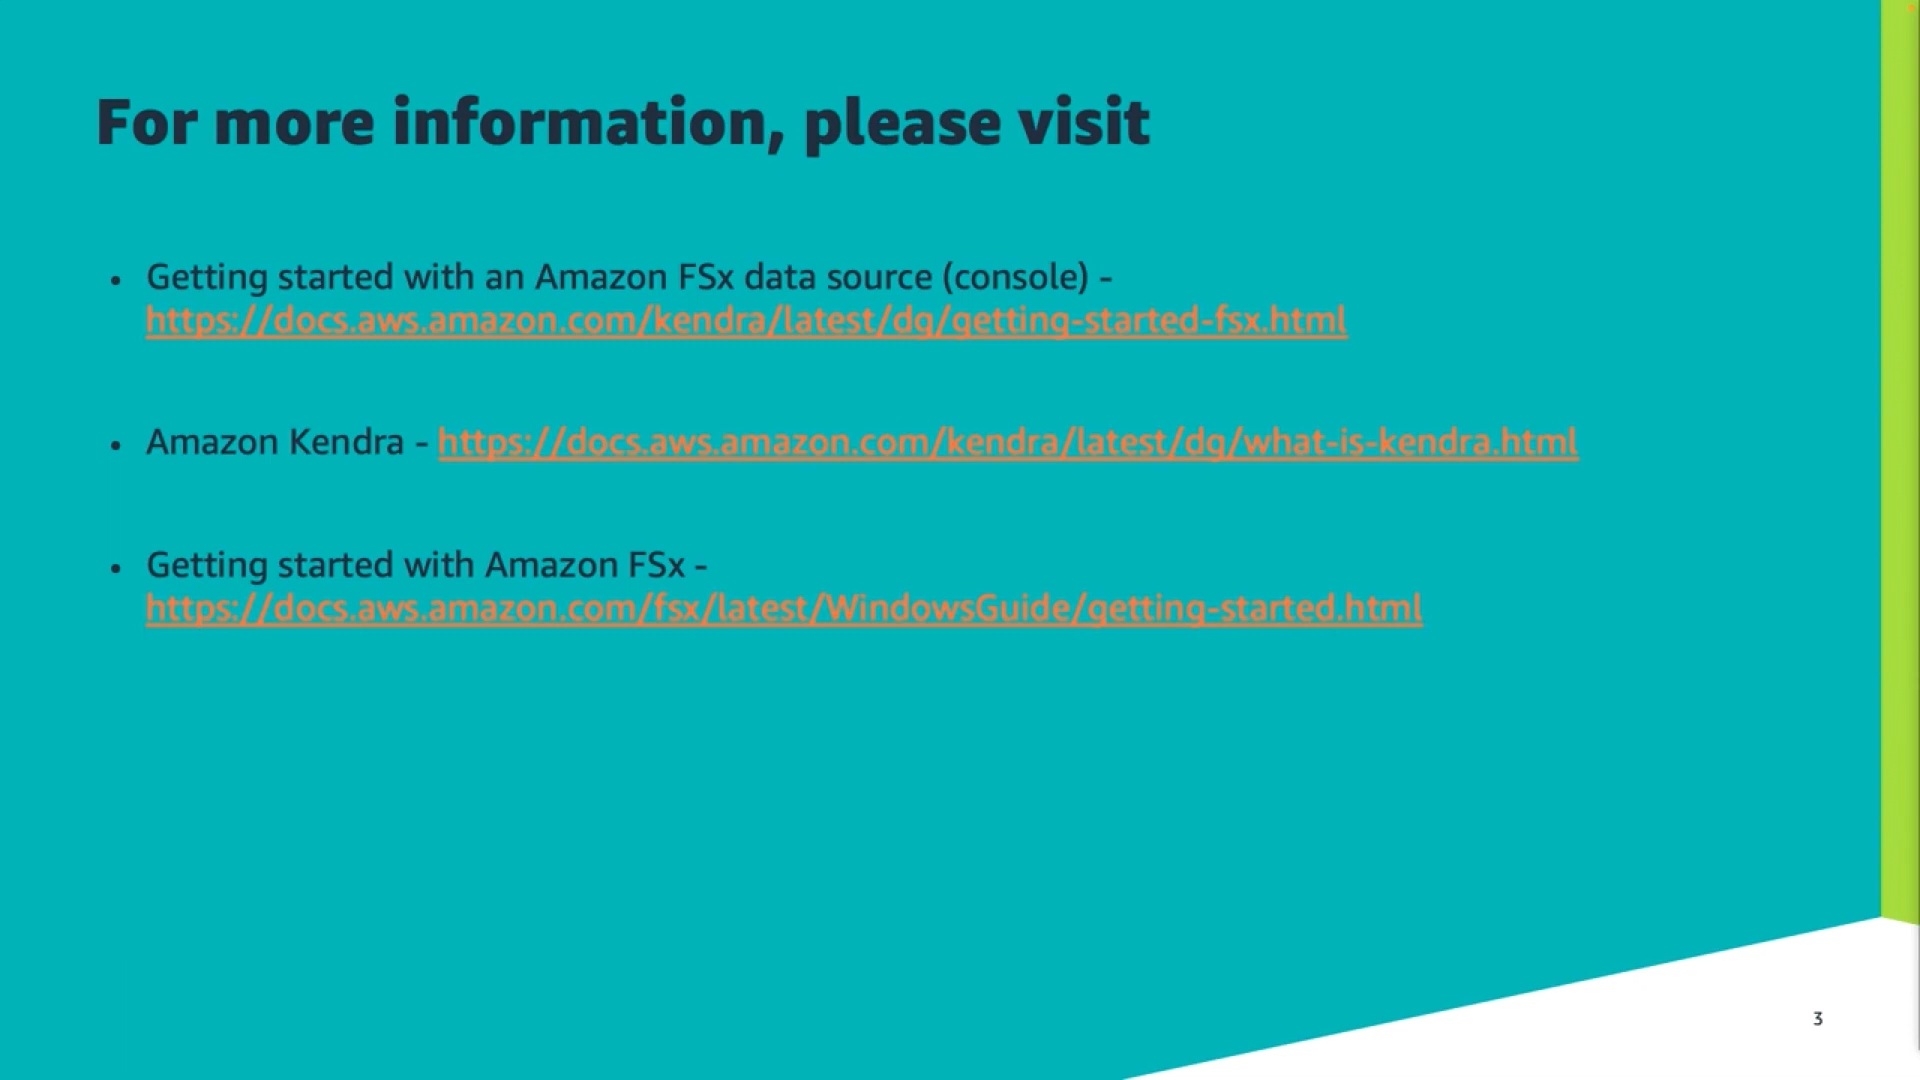 For more information, please visit
• Getting started with an Amazon FSx data source (console) -
https://docs.aws.amazon.com/kendra/latest/dg/getting-started-fsx.html
• Amazon Kendra - https://docs.aws.amazon.com/kendra/latest/dg/what-is-kendra.html
• Getting started with Amazon FSx -
https://docs.aws.amazon.com/fsx/latest/WindowsGuide/getting-started.html
3